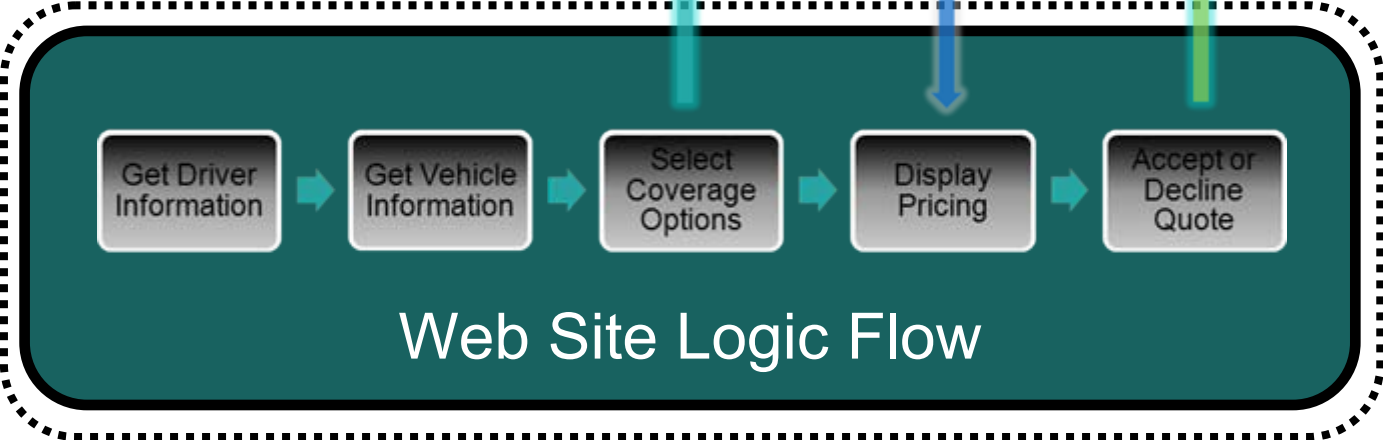 Get Driver
Information
Get Vehicle
Information
Select
Coverage
Options
Display
Pricing
Accept or
Decline
Quote
Web Site Logic Flow